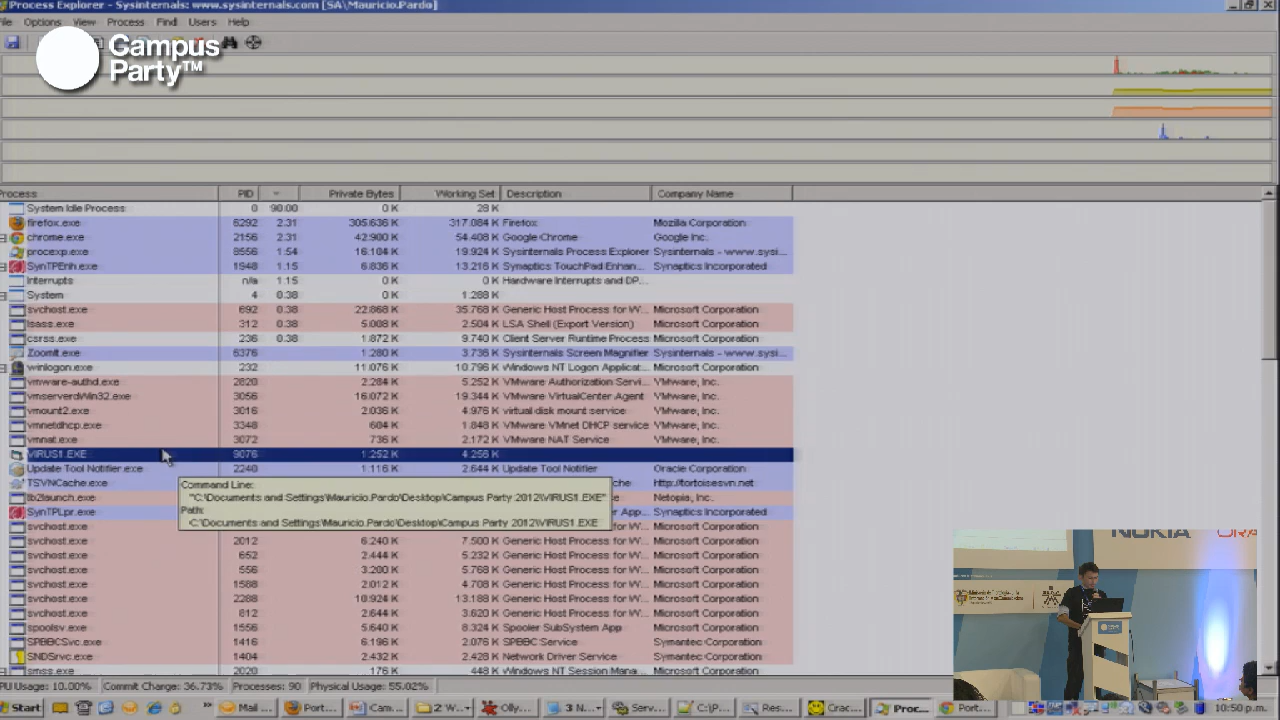 Process Explorer - Sysinternals: www.sysinternals.com [SA\Mauricio.Pardo]
File Options View Process Find Users Help
Campus
Party™
Process PID Private Bytes Working Set Description Company Name
System Idle Process 0 90.00 0 K 28 K
firefox.exe 6292 2.31 305.636 K 317.084 K Firefox Mozilla Corporation
chrome.exe 2156 2.31 42.900 K 54.408 K Google Chrome Google Inc.
procexp.exe 8556 1.54 16.104 K 19.924 K Sysinternals Process Explorer Sysinternals - www.sysi...
SynTPEnh.exe 1948 1.15 6.836 K 13.216 K Synaptics TouchPad Enhan... Synaptics Incorporated
Interrupts n/a 1.15 0 K 0 K Hardware Interrupts and DP...
System 4 0.38 0 K 1.288 K
svchost.exe 692 0.38 22.868 K 35.768 K Generic Host Process for W... Microsoft Corporation
lsass.exe 312 0.38 5.008 K 2.504 K LSA Shell (Export Version) Microsoft Corporation
csrss.exe 236 0.38 1.872 K 9.740 K Client Server Runtime Process Microsoft Corporation
ZoomIt.exe 6376 1.280 K 3.736 K Sysinternals Screen Magnifier Sysinternals - www.sysi...
winlogon.exe 232 11.076 K 10.796 K Windows NT Logon Applicat... Microsoft Corporation
vmware-authd.exe 2820 2.284 K 5.252 K VMware Authorization Servi... VMware, Inc.
vmserverdWin32.exe 3056 16.072 K 19.344 K VMware VirtualCenter Agent VMware, Inc.
vmount2.exe 3016 2.036 K 4.976 K virtual disk mount service VMware, Inc.
vmnetdhcp.exe 3348 684 K 1.848 K VMware VMnet DHCP service VMware, Inc.
vmnat.exe 3072 736 K 2.172 K VMware NAT Service VMware, Inc.
VIRUS1.EXE 9076 1.252 K 4.256 K
Update Tool Notifier.exe 2240 1.116 K 2.644 K Update Tool Notifier Oracle Corporation
TSVNCache.exe che http://tortoisesvn.net
Command Line:
tb2launch.exe Netopia, Inc.
"C:\Documents and Settings\Mauricio.Pardo\Desktop\Campus Party 2012\VIRUS1.EXE"
Path:
SynTPLpr.exe Synaptics Incorporated
C:\Documents and Settings\Mauricio.Pardo\Desktop\Campus Party 2012\VIRUS1.EXE
svchost.exe Microsoft Corporation
svchost.exe 2012 6.240 K 7.500 K Generic Host Process for W... Microsoft Corporation
svchost.exe 652 2.444 K 5.232 K Generic Host Process for W... Microsoft Corporation
svchost.exe 556 3.200 K 5.768 K Generic Host Process for W... Microsoft Corporation
svchost.exe 1588 2.012 K 4.708 K Generic Host Process for W... Microsoft Corporation
svchost.exe 2288 10.924 K 13.188 K Generic Host Process for W... Microsoft Corporation
svchost.exe 612 2.644 K 3.620 K Generic Host Process for W... Microsoft Corporation
spoolsv.exe 1556 5.640 K 8.324 K Spooler SubSystem App Microsoft Corporation
SPBBCSvc.exe 1416 6.196 K 2.076 K SPBBC Service Symantec Corporation
SNDSrvc.exe 1404 2.432 K 2.428 K Network Driver Service Symantec Corporation
smss.exe 2020 176 K 448 K Windows NT Session Mana... Microsoft Corporation
NOKIA ORA
CPU Usage: 10.00% Commit Charge: 36.73% Processes: 90 Physical Usage: 55.02%
Start Mail ... Port... Cam... 2 W... Olly... 3 N... Serv... C:\P... Res... Crac... Proc... Port... 10:50 p.m.